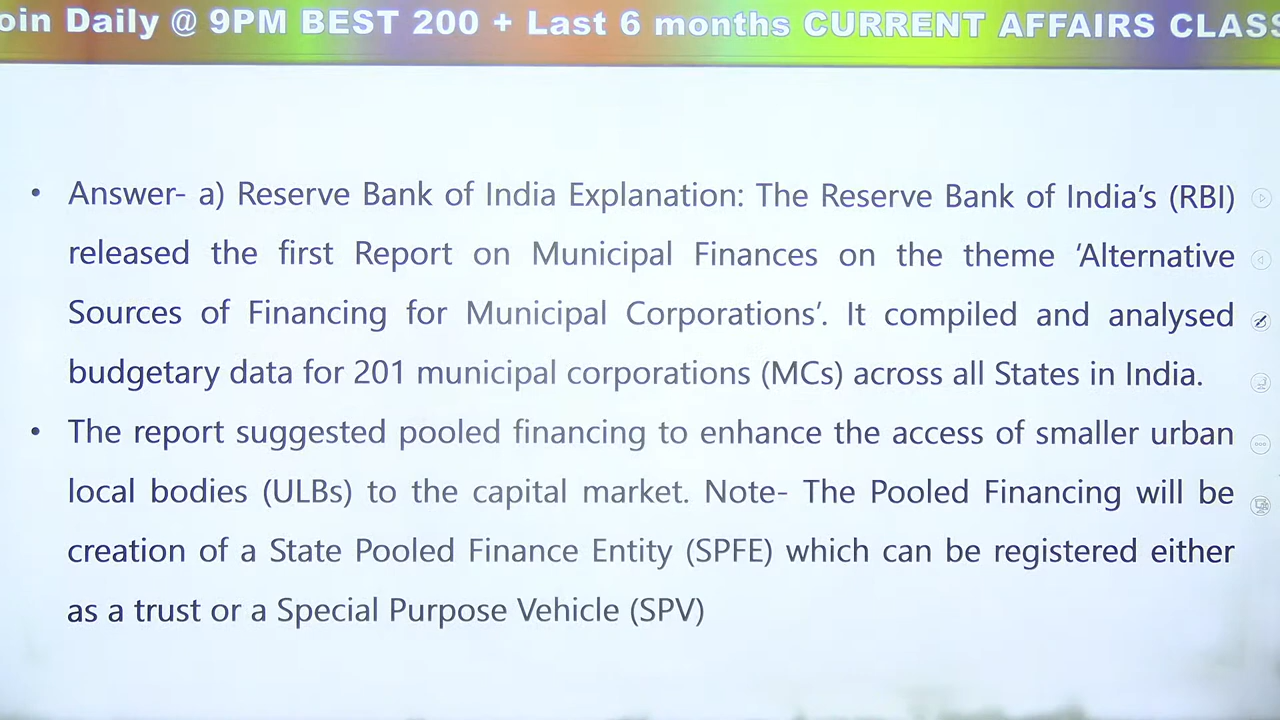 oin Daily @ 9PM BEST 200 + Last 6 months CURRENT AFFAIRS CLASS
• Answer- a) Reserve Bank of India Explanation: The Reserve Bank of India’s (RBI)
released the first Report on Municipal Finances on the theme ‘Alternative
Sources of Financing for Municipal Corporations’. It compiled and analysed
budgetary data for 201 municipal corporations (MCs) across all States in India.
• The report suggested pooled financing to enhance the access of smaller urban
local bodies (ULBs) to the capital market. Note- The Pooled Financing will be
creation of a State Pooled Finance Entity (SPFE) which can be registered either
as a trust or a Special Purpose Vehicle (SPV)